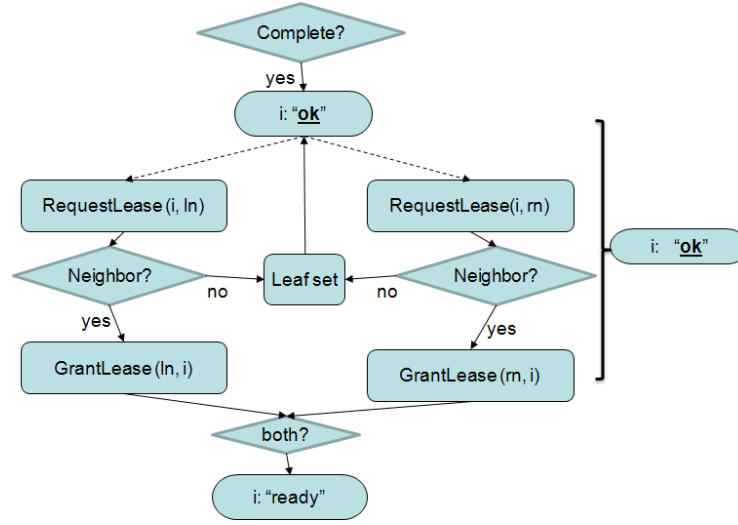 Complete?
yes
i: “ok”
RequestLease(i, ln)
RequestLease(i, rn)
i: “ok”
Neighbor?
Leaf set
Neighbor?
no
no
yes
yes
GrantLease(ln, i)
GrantLease(rn, i)
both?
i: “ready”